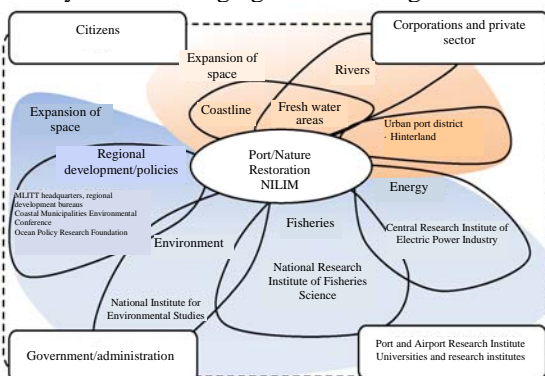 Citizens
Corporations and private
sector
Expansion of
space
Rivers
Coastline
Fresh water
areas
Expansion of
space
Urban port district
· Hinterland
Regional
development/policies
Port/Nature
Restoration
NILIM
MLITT headquarters, regional
development bureaus
Coastal Municipalities Environmental
Conference
Ocean Policy Research Foundation
Energy
Fisheries
Central Research Institute of
Electric Power Industry
Environment
National Research
Institute of Fisheries
Science
National Institute for
Environmental Studies
Government/administration
Port and Airport Research Institute
Universities and research institutes